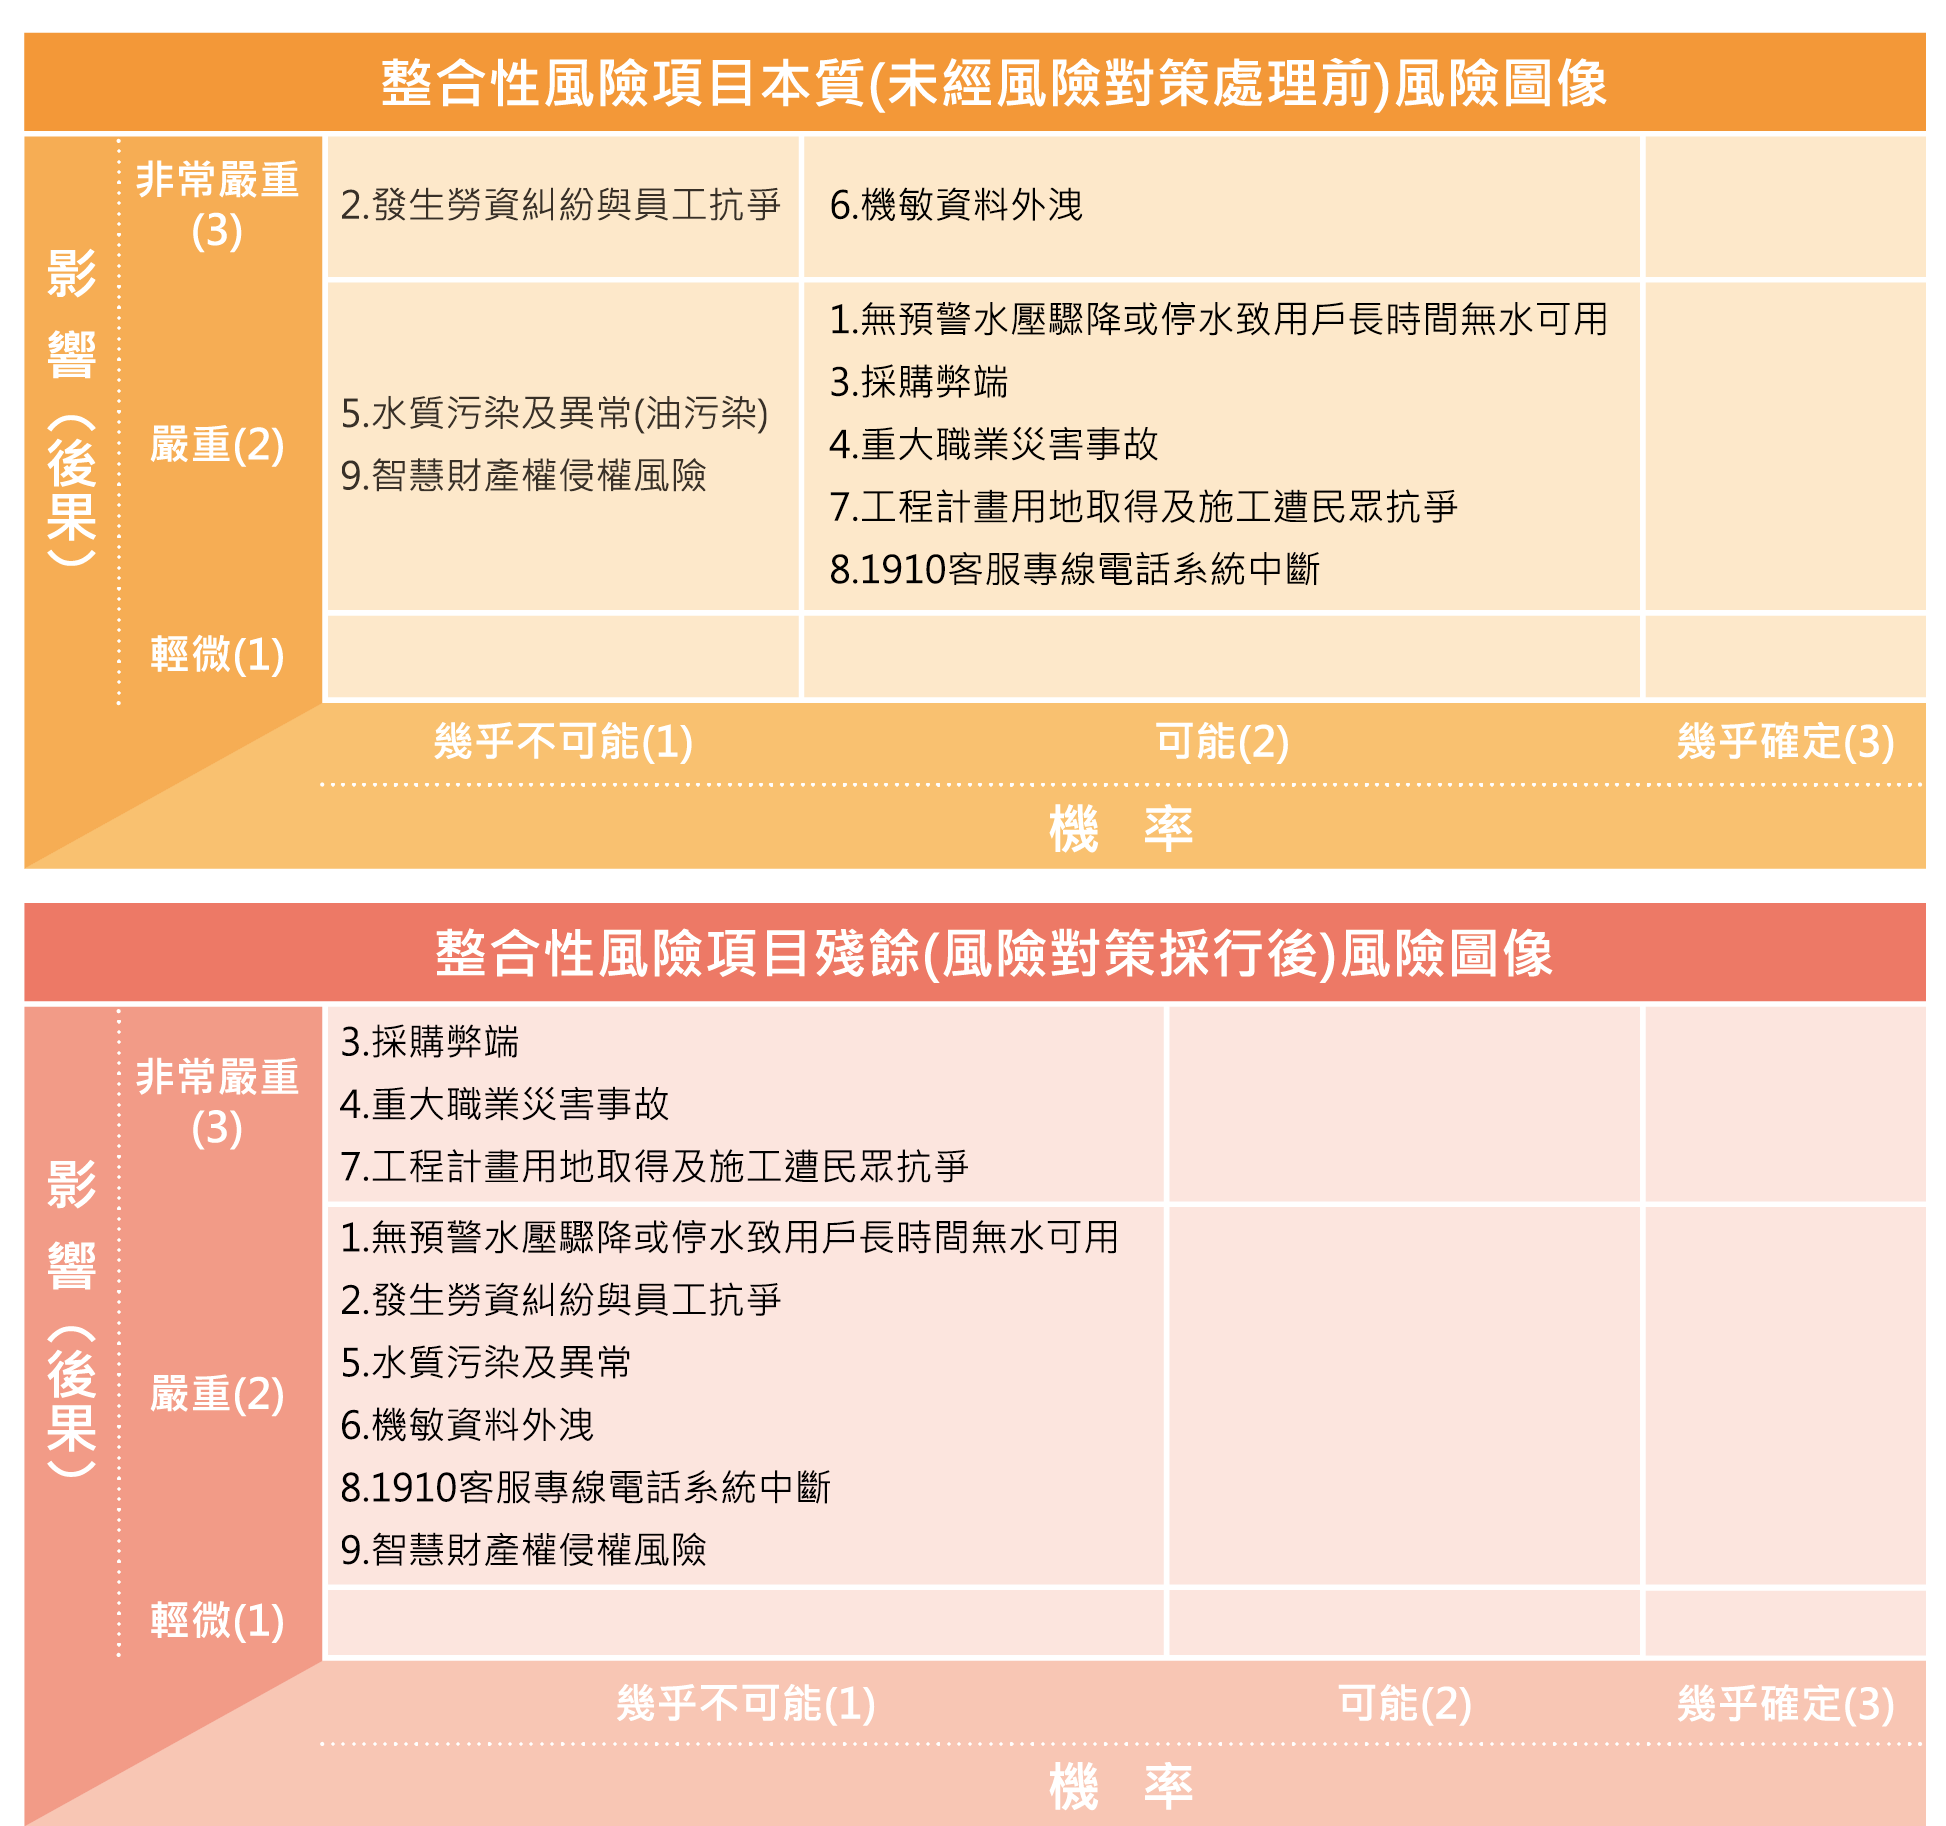 整合性風險項目本質(未經風險對策處理前)風險圖像
影響（後果）
非常嚴重
(3)
2.發生勞資糾紛與員工抗爭
6.機敏資料外洩
嚴重(2)
5.水質污染及異常(油污染)
9.智慧財產權侵權風險
1.無預警水壓驟降或停水致用戶長時間無水可用
3.採購弊端
4.重大職業災害事故
7.工程計畫用地取得及施工遭民眾抗爭
8.1910客服專線電話系統中斷
輕微(1)
幾乎不可能(1)
可能(2)
幾乎確定(3)
機 率
整合性風險項目殘餘(風險對策採行後)風險圖像
影響（後果）
非常嚴重
(3)
3.採購弊端
4.重大職業災害事故
7.工程計畫用地取得及施工遭民眾抗爭
嚴重(2)
1.無預警水壓驟降或停水致用戶長時間無水可用
2.發生勞資糾紛與員工抗爭
5.水質污染及異常
6.機敏資料外洩
8.1910客服專線電話系統中斷
9.智慧財產權侵權風險
輕微(1)
幾乎不可能(1)
可能(2)
幾乎確定(3)
機 率